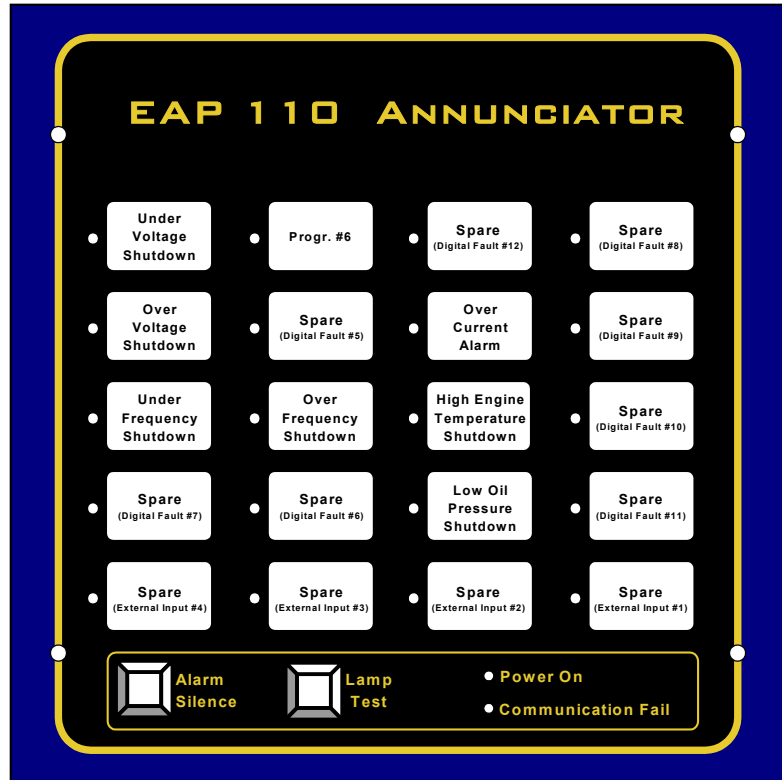 EAP 110 ANNUNCIATOR
Under
Voltage
Shutdown
Progr. #6
Spare
(Digital Fault #12)
Spare
(Digital Fault #8)
Over
Voltage
Shutdown
Spare
(Digital Fault #5)
Over
Current
Alarm
Spare
(Digital Fault #9)
Under
Frequency
Shutdown
Over
Frequency
Shutdown
High Engine
Temperature
Shutdown
Spare
(Digital Fault #10)
Spare
(Digital Fault #7)
Spare
(Digital Fault #6)
Low Oil
Pressure
Shutdown
Spare
(Digital Fault #11)
Spare
(External Input #4)
Spare
(External Input #3)
Spare
(External Input #2)
Spare
(External Input #1)
Alarm
Silence
Lamp
Test
Power On
Communication Fail